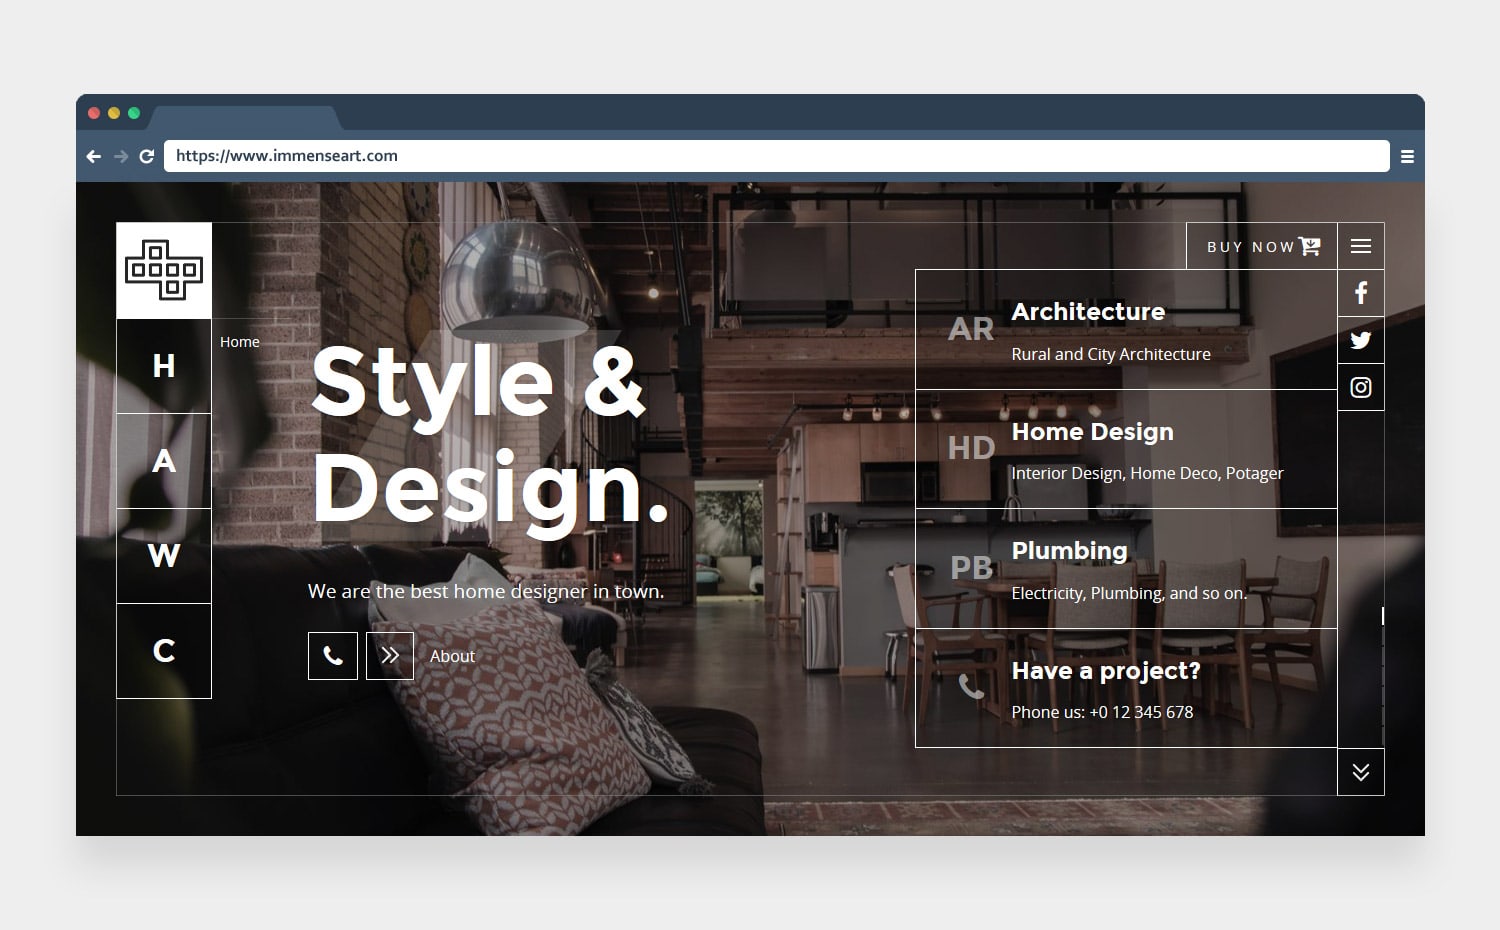 https://www.immenseart.com
BUY NOW
H
Home
A
W
C
Style &
Design.
We are the best home designer in town.
About
AR
Architecture
Rural and City Architecture
HD
Home Design
Interior Design, Home Deco, Potager
PB
Plumbing
Electricity, Plumbing, and so on.
Have a project?
Phone us: +0 12 345 678